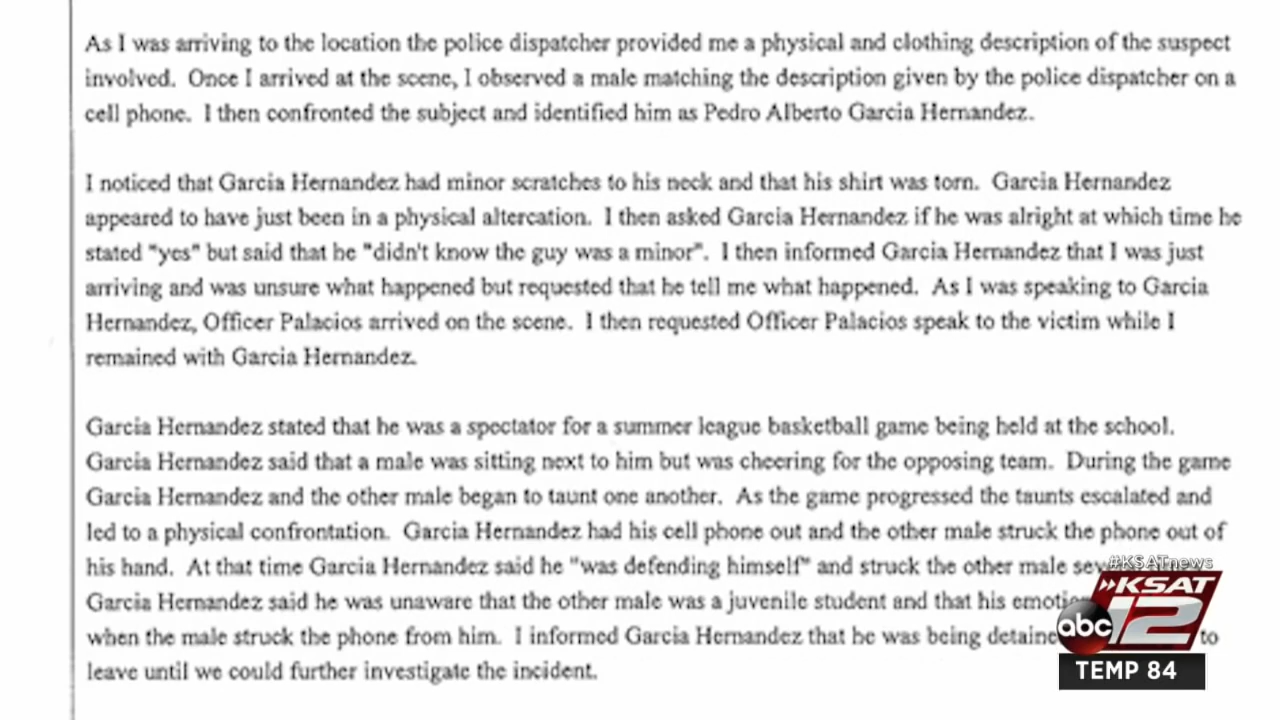 As I was arriving to the location the police dispatcher provided me a physical and clothing description of the suspect
involved. Once I arrived at the scene, I observed a male matching the description given by the police dispatcher on a
cell phone. I then confronted the subject and identified him as Pedro Alberto Garcia Hernandez.
I noticed that Garcia Hernandez had minor scratches to his neck and that his shirt was torn. Garcia Hernandez
appeared to have just been in a physical altercation. I then asked Garcia Hernandez if he was alright at which time he
stated "yes" but said that he "didn't know the guy was a minor". I then informed Garcia Hernandez that I was just
arriving and was unsure what happened but requested that he tell me what happened. As I was speaking to Garcia
Hernandez, Officer Palacios arrived on the scene. I then requested Officer Palacios speak to the victim while I
remained with Garcia Hernandez.
Garcia Hernandez stated that he was a spectator for a summer league basketball game being held at the school.
Garcia Hernandez said that a male was sitting next to him but was cheering for the opposing team. During the game
Garcia Hernandez and the other male began to taunt one another. As the game progressed the taunts escalated and
led to a physical confrontation. Garcia Hernandez had his cell phone out and the other male struck the phone out of
his hand. At that time Garcia Hernandez said he "was defending himself" and struck the other male
#KSATnews
Garcia Hernandez said he was unaware that the other male was a juvenile student and that his
when the male struck the phone from him. I informed Garcia Hernandez that he was being to
leave until we could further investigate the incident.
KSAT
abc 12
TEMP 84